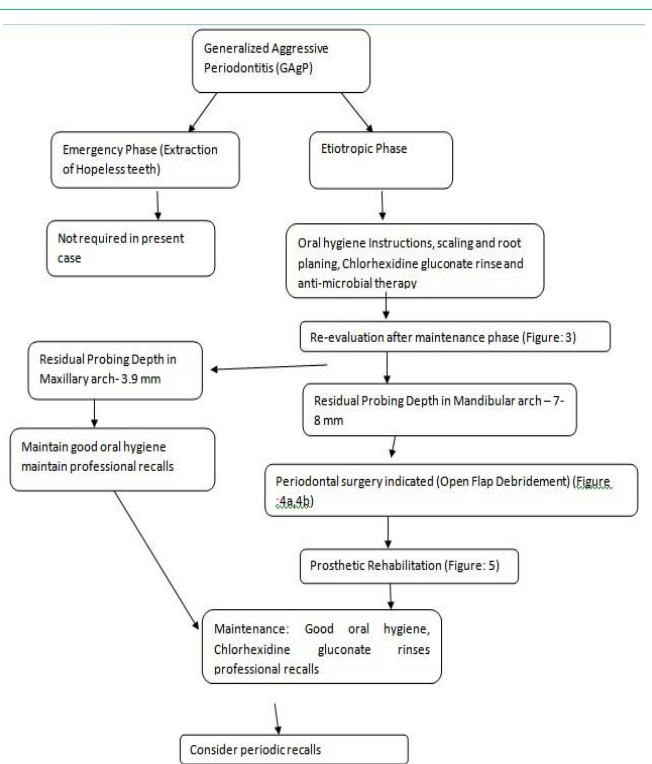 Generalized Aggressive
Periodontitis (GAgP)
Emergency Phase (Extraction
of Hopeless teeth)
Etiotropic Phase
Not required in present
case
Oral hygiene Instructions, scaling and root
planing, Chlorhexidine gluconate rinse and
anti-microbial therapy
Re-evaluation after maintenance phase (Figure: 3)
Residual Probing Depth in
Maxillary arch- 3.9 mm
Residual Probing Depth in Mandibular arch – 7-
8 mm
Maintain good oral hygiene
maintain professional recalls
Periodontal surgery indicated (Open Flap Debridement) (Figure
:4a,4b)
Prosthetic Rehabilitation (Figure: 5)
Maintenance: Good oral hygiene,
Chlorhexidine gluconate rinses
professional recalls
Consider periodic recalls